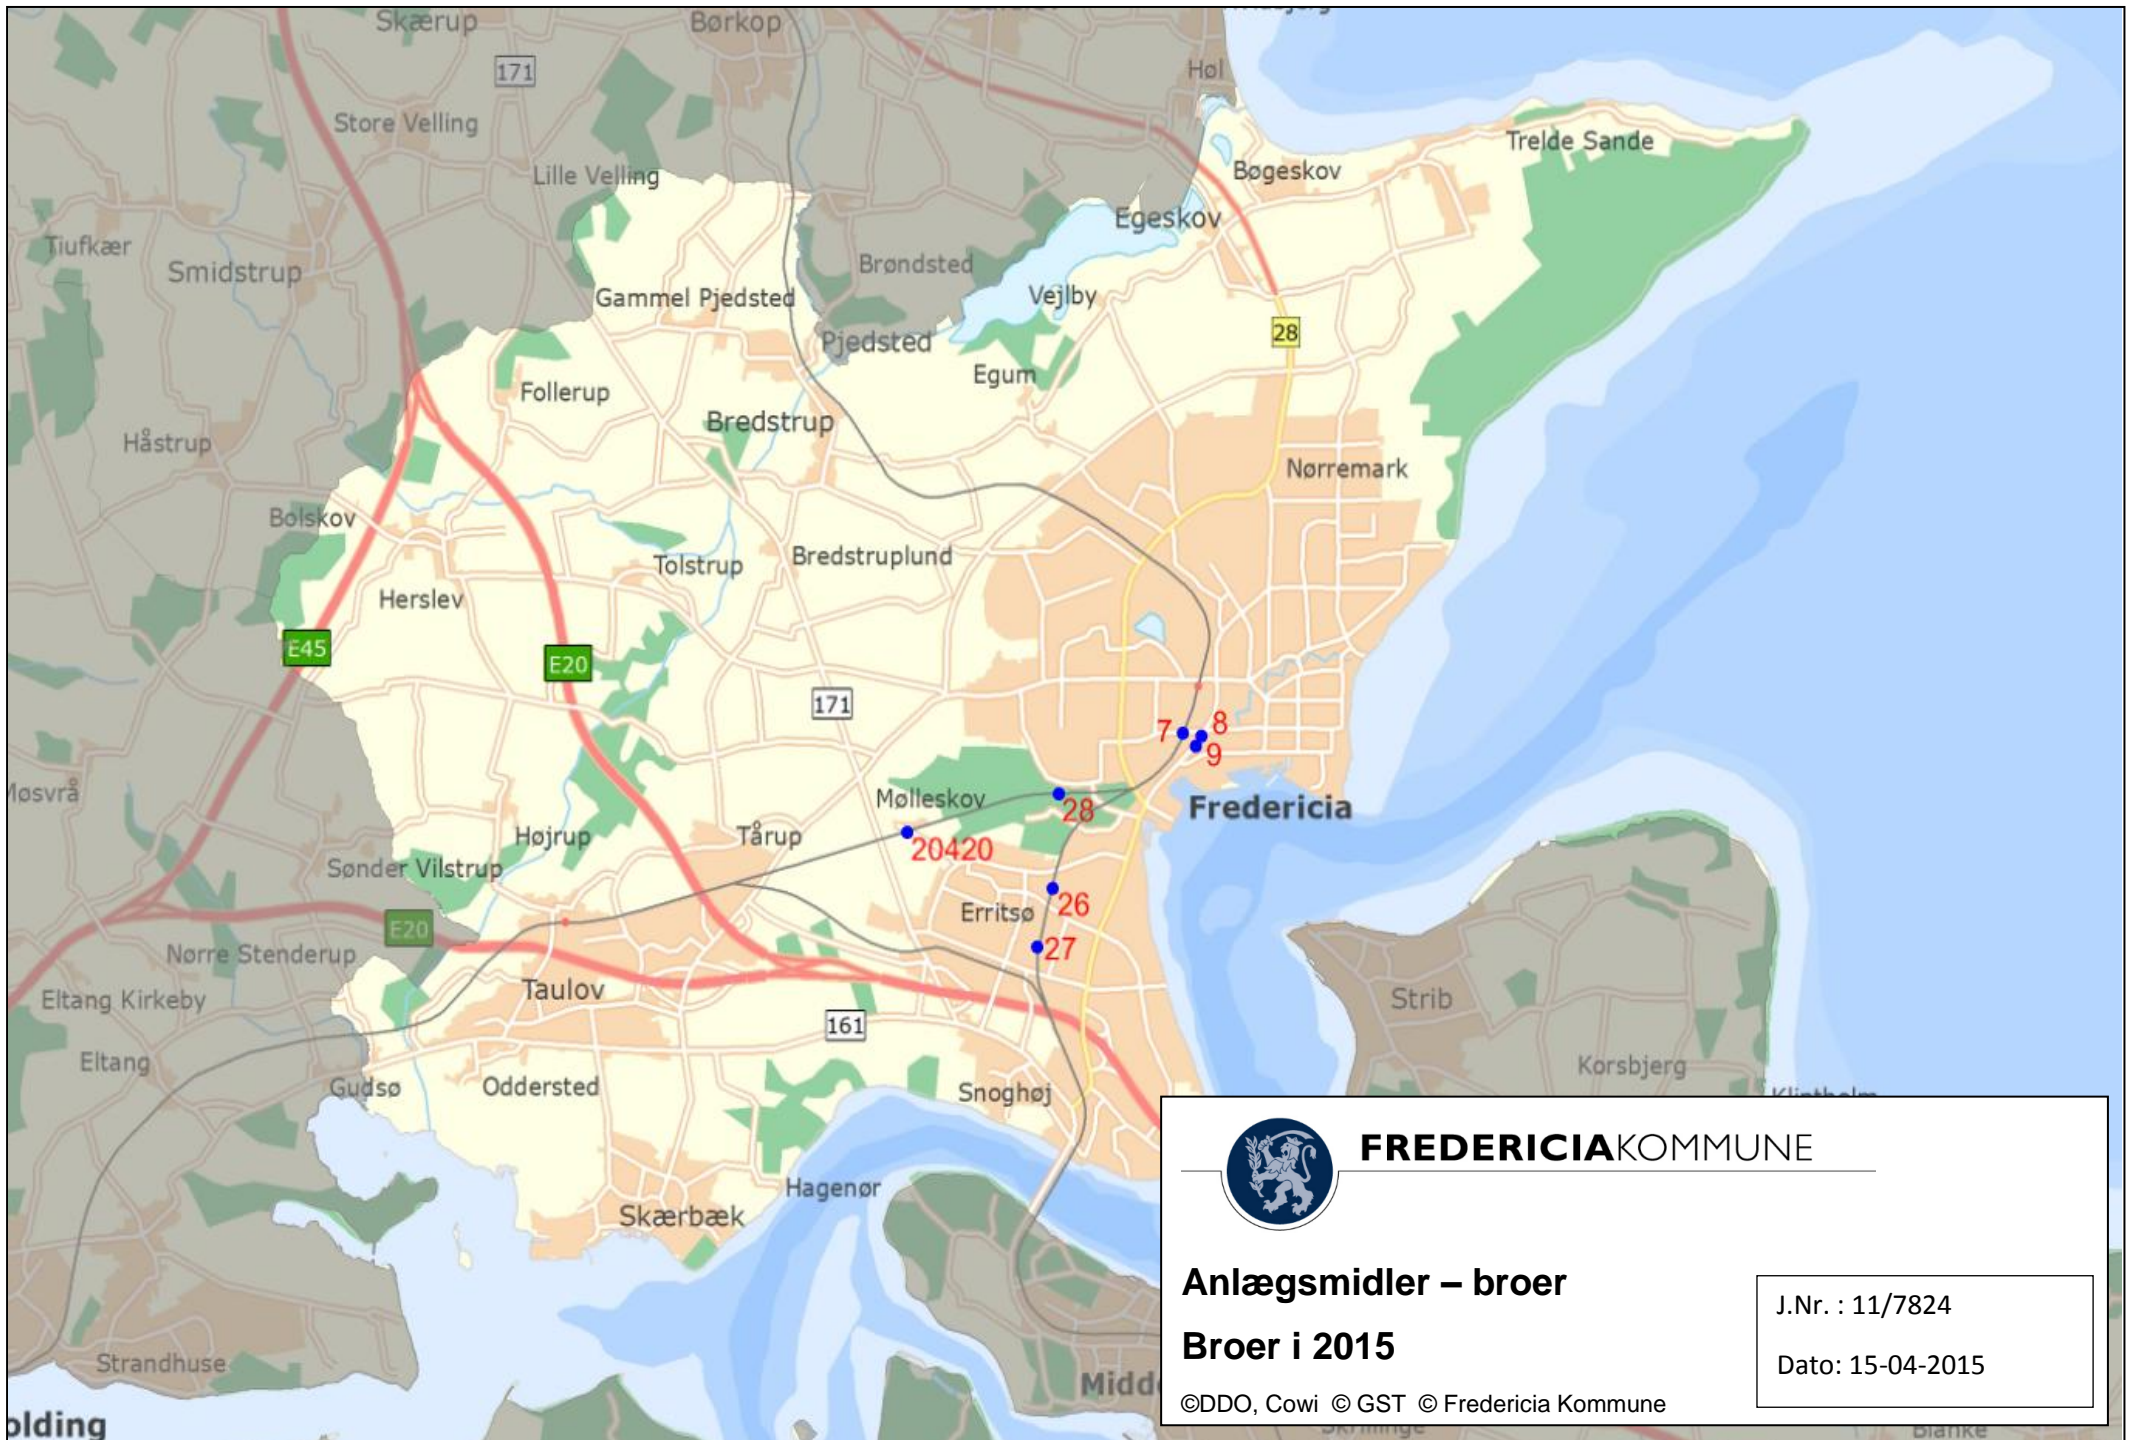 Skærup
Børkop
171
Høl
Store Velling
Trelde Sande
Lille Velling
Bøgeskov
Egeskov
Tiufkær
Smidstrup
Brøndsted
Gammel Pjedsted
Vejlby
28
Pjedsted
Egum
Follerup
Bredstrup
Håstrup
Nørremark
Bolskov
Bredstruplund
Tolstrup
Herslev
E45
E20
171
7
8
9
Mølleskov
28
Fredericia
Højrup
Tårup
20420
Sønder Vilstrup
Erritsø
26
E20
27
Nørre Stenderup
Taulov
Strib
Eltang Kirkeby
161
Eltang
Korsbjerg
Gudsø
Oddersted
Snoghøj
Hagenør
Skærbæk
Strandhuse
FREDERICIAKOMMUNE
Anlægsmidler – broer
Broer i 2015
©DDO, Cowi © GST © Fredericia Kommune
J.Nr. : 11/7824
Dato: 15-04-2015